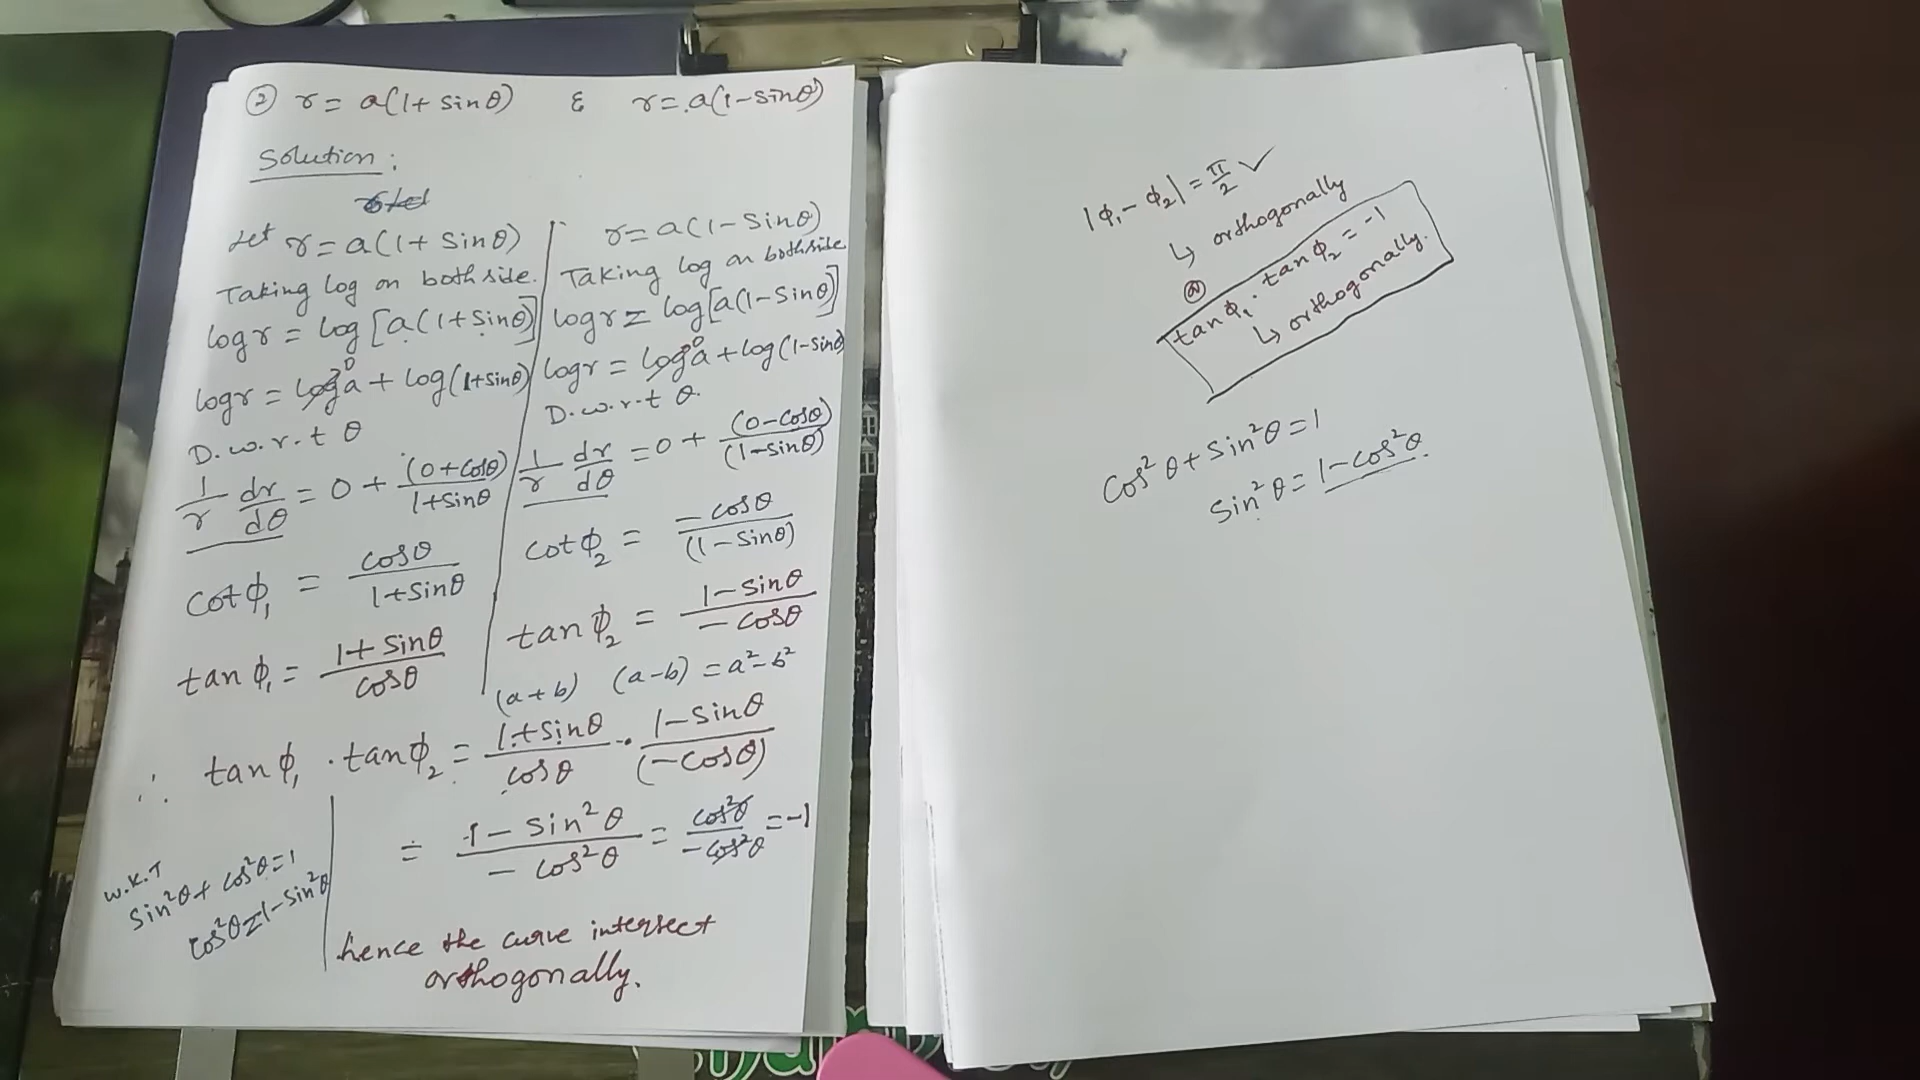 ② r = a(1+ sinθ) & r = a(1-sinθ)
Solution :
Let r = a(1+ sinθ)
Taking log on both side.
log r = log [a(1+sinθ)]
log r = log a⁰ + log(1+sinθ)
D.w.r.t θ
1/r dr/dθ = 0 + (0+cosθ)/(1+sinθ)
cot ϕ₁ = cosθ/(1+sinθ)
tan ϕ₁ = (1+ sinθ)/cosθ
r = a(1-sinθ)
Taking log on both side
log r = log[a(1-sinθ)]
log r = log a⁰ + log(1-sinθ)
D.w.r.t θ.
1/r dr/dθ = 0 + (0-cosθ)/(1-sinθ)
cot ϕ₂ = -cosθ/(1-sinθ)
tan ϕ₂ = (1-sinθ)/(-cosθ)
(a+b) (a-b) = a²-b²
∴ tan ϕ₁ · tan ϕ₂ = (1+sinθ)/cosθ · (1-sinθ)/(-cosθ)
= (1-sin²θ)/(-cos²θ) = cos²θ/(-cos²θ) = -1
W.K.T
sin²θ+ cos²θ=1
cos²θ=1-sin²θ
hence the curve intersect
orthogonally.
|ϕ₁ - ϕ₂| = π/2 ✓
↳ orthogonally
tan ϕ₁ · tan ϕ₂ = -1
↳ orthogonally.
cos²θ+ sin²θ = 1
sin²θ = 1-cos²θ.